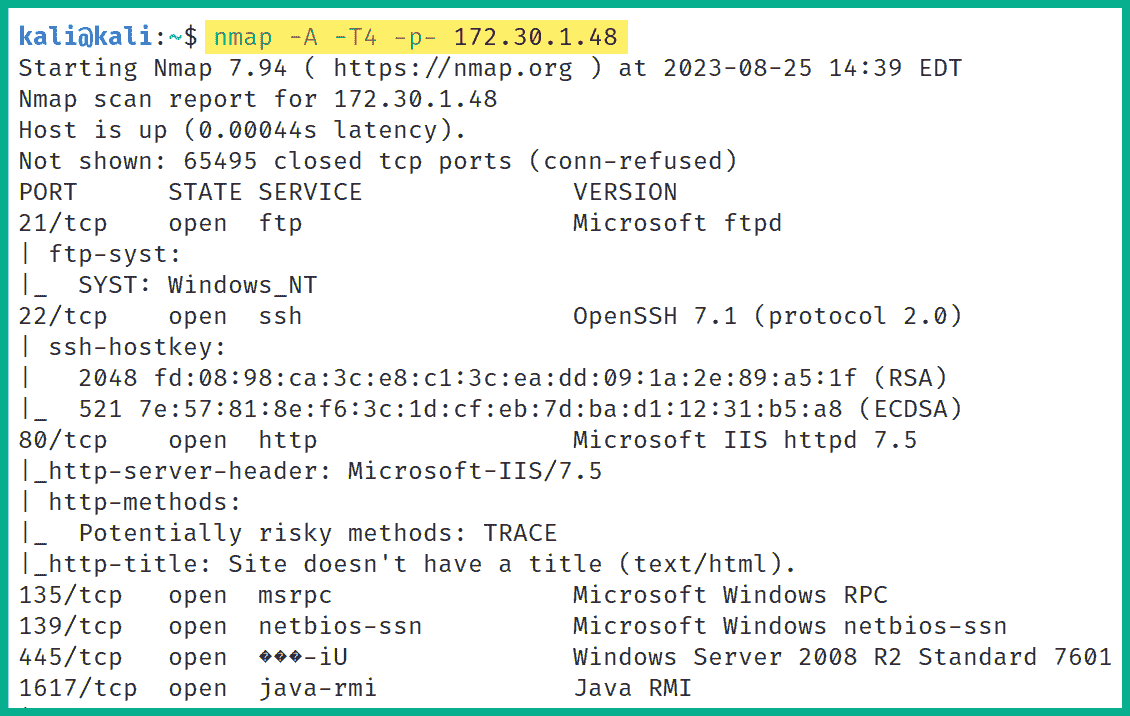 kali@kali:~$ nmap -A -T4 -p- 172.30.1.48
Starting Nmap 7.94 ( https://nmap.org ) at 2023-08-25 14:39 EDT
Nmap scan report for 172.30.1.48
Host is up (0.00044s latency).
Not shown: 65495 closed tcp ports (conn-refused)
PORT      STATE SERVICE              VERSION
21/tcp    open  ftp                  Microsoft ftpd
| ftp-syst:
|_  SYST: Windows_NT
22/tcp    open  ssh                  OpenSSH 7.1 (protocol 2.0)
| ssh-hostkey:
|   2048 fd:08:98:ca:3c:e8:c1:3c:ea:dd:09:1a:2e:89:a5:1f (RSA)
|_  521 7e:57:81:8e:f6:3c:1d:cf:eb:7d:ba:d1:12:31:b5:a8 (ECDSA)
80/tcp    open  http                 Microsoft IIS httpd 7.5
|_http-server-header: Microsoft-IIS/7.5
| http-methods:
|_  Potentially risky methods: TRACE
|_http-title: Site doesn't have a title (text/html).
135/tcp   open  msrpc                Microsoft Windows RPC
139/tcp   open  netbios-ssn          Microsoft Windows netbios-ssn
445/tcp   open  ���-iU               Windows Server 2008 R2 Standard 7601
1617/tcp  open  java-rmi             Java RMI